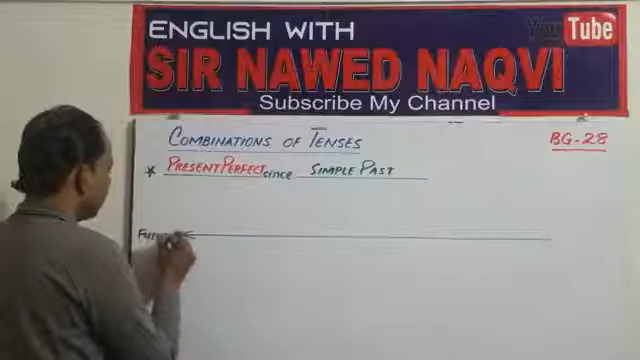 ENGLISH WITH
YouTube
SIR NAWED NAQVI
Subscribe My Channel
COMBINATIONS OF TENSES
BG-28
* PRESENT PERFECT since SIMPLE PAST